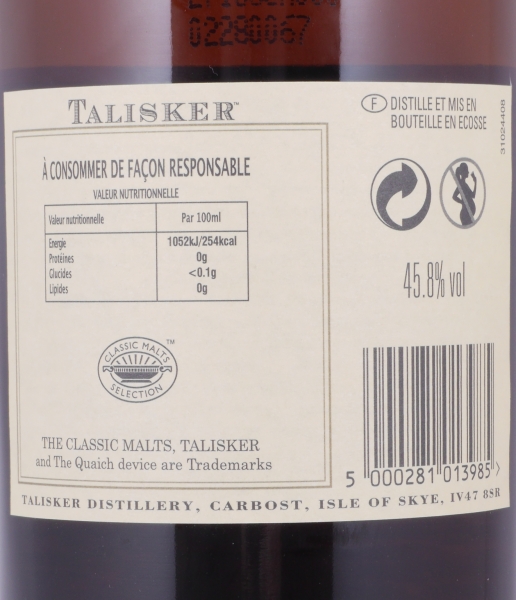 02280067
TALISKER™
À CONSOMMER DE FAÇON RESPONSABLE
VALEUR NUTRITIONNELLE
Valeur nutritionnelle Par 100ml
Energie 1052kJ/254kcal
Protéines 0g
Glucides <0.1g
Lipides 0g
CLASSIC MALTS ™
SELECTION
THE CLASSIC MALTS, TALISKER
and The Quaich device are Trademarks
F DISTILLE ET MIS EN
BOUTEILLE EN ECOSSE
31024408
45.8% vol
5 000281 013985 >
TALISKER DISTILLERY, CARBOST, ISLE OF SKYE, IV47 8SR